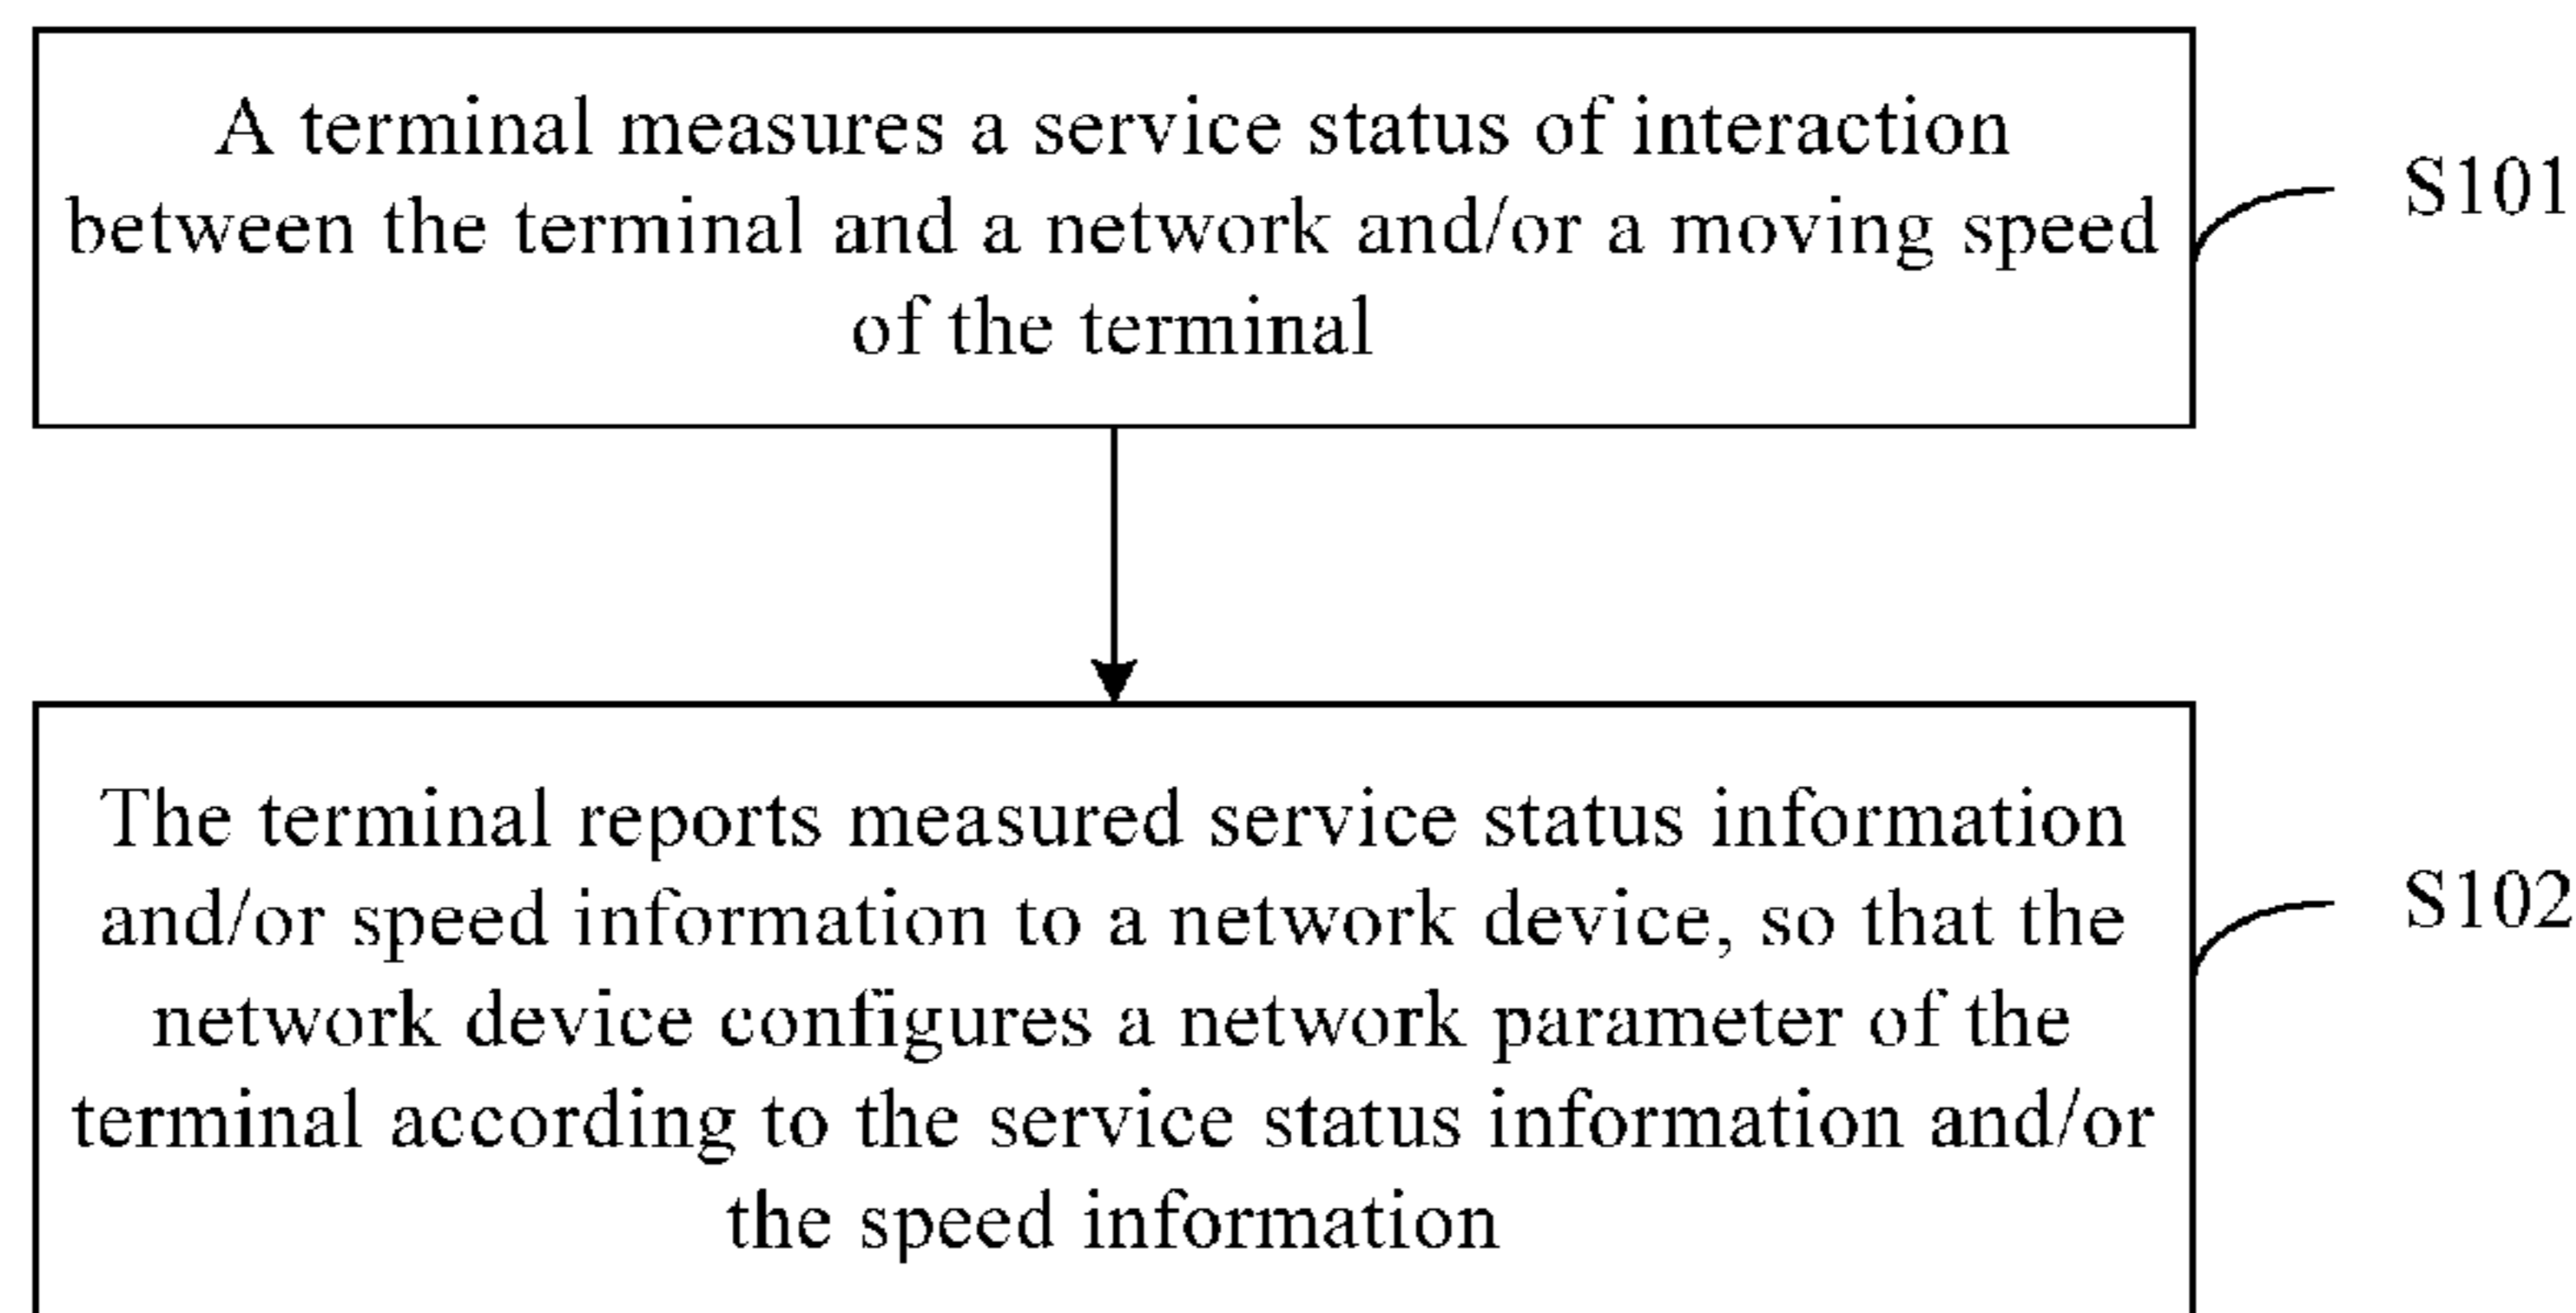 A terminal measures a service status of interaction
between the terminal and a network and/or a moving speed
of the terminal
S101
The terminal reports measured service status information
and/or speed information to a network device, so that the
network device configures a network parameter of the
terminal according to the service status information and/or
the speed information
S102